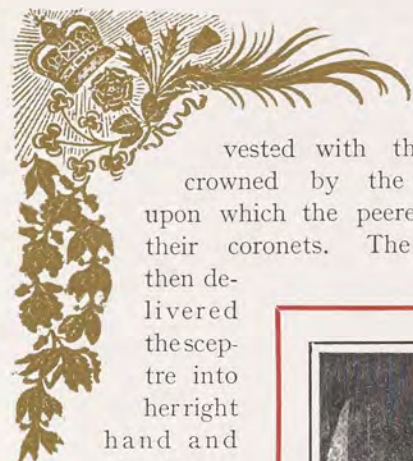 vested with th
crowned by the
upon which the peere
their coronets. The
then de-
livered
the scep-
tre into
her right
hand and